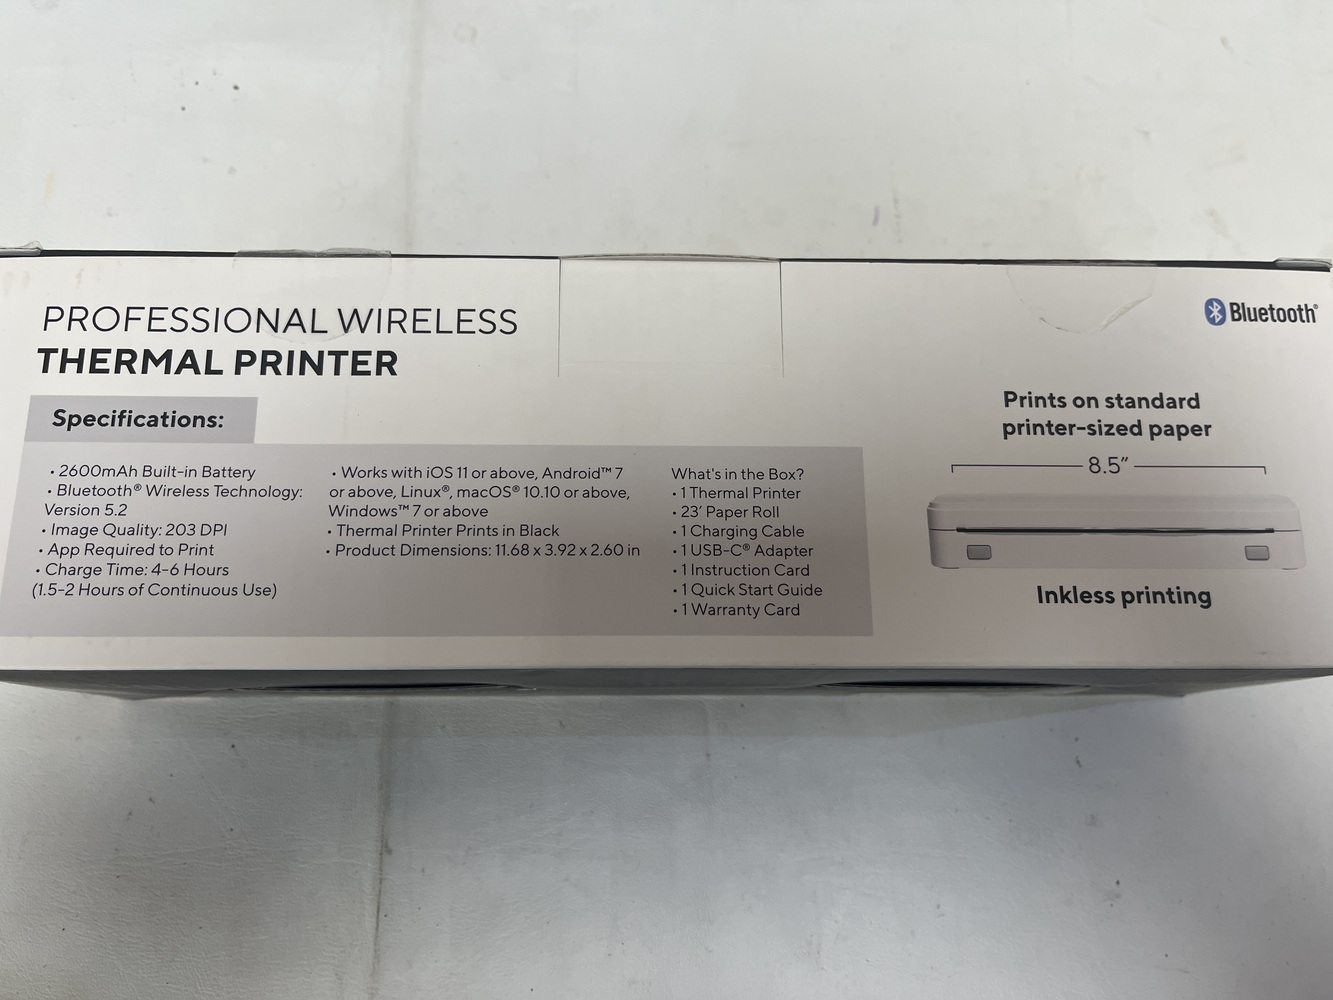 PROFESSIONAL WIRELESS
THERMAL PRINTER
Specifications:
• 2600mAh Built-in Battery
• Bluetooth® Wireless Technology:
Version 5.2
• Image Quality: 203 DPI
• App Required to Print
• Charge Time: 4-6 Hours
(1.5-2 Hours of Continuous Use)
• Works with iOS 11 or above, Android™ 7
or above, Linux®, macOS® 10.10 or above,
Windows™ 7 or above
• Thermal Printer Prints in Black
• Product Dimensions: 11.68 x 3.92 x 2.60 in
What's in the Box?
• 1 Thermal Printer
• 23' Paper Roll
• 1 Charging Cable
• 1 USB-C® Adapter
• 1 Instruction Card
• 1 Quick Start Guide
• 1 Warranty Card
Bluetooth®
Prints on standard
printer-sized paper
8.5”
Inkless printing